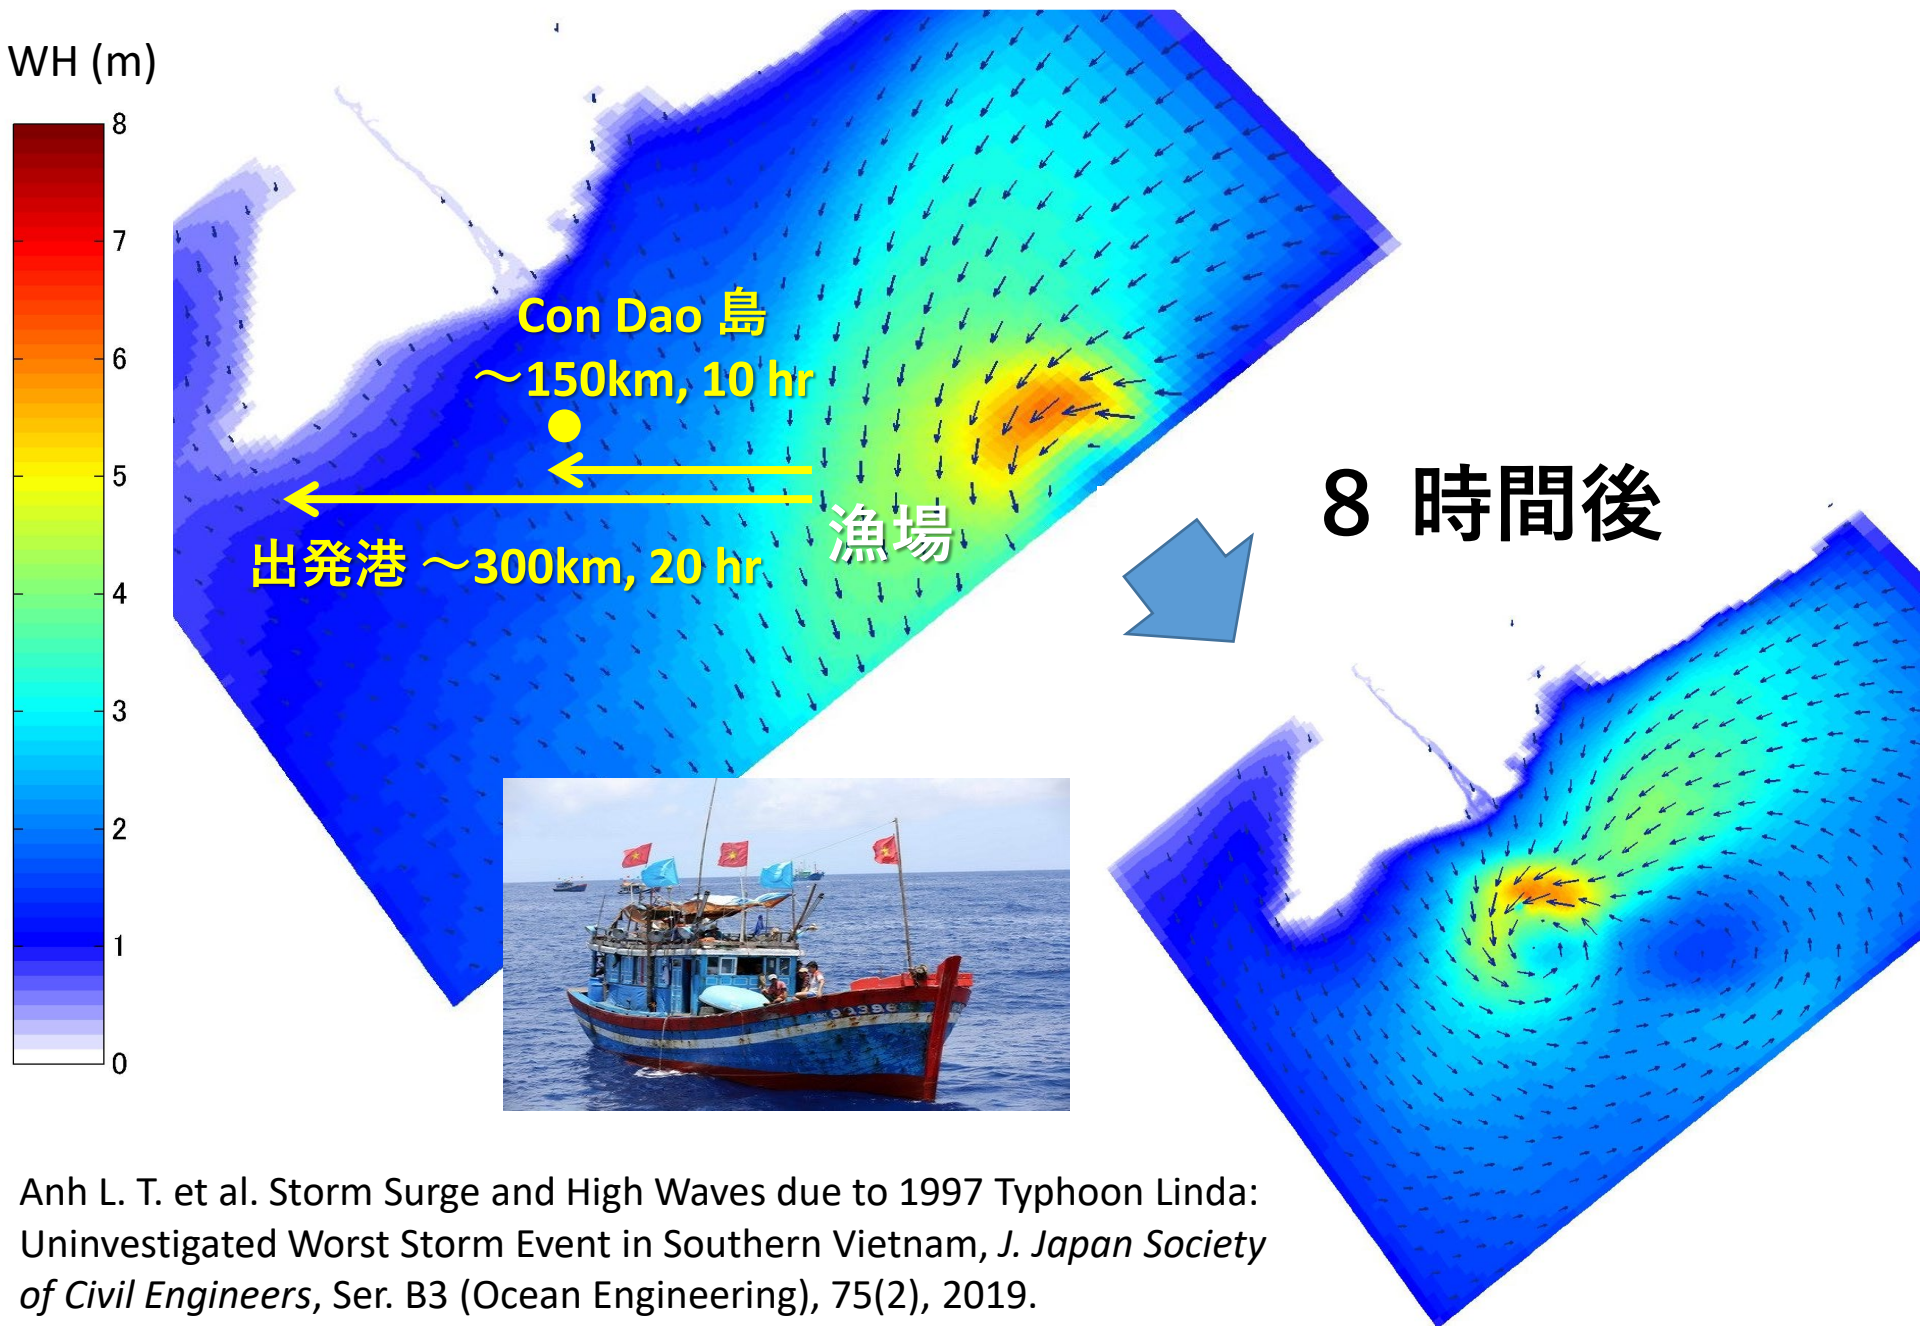 WH (m)
8
7
6
5
4
3
2
1
0
Con Dao 島
～150km, 10 hr
漁場
出発港 ～300km, 20 hr
８ 時間後
Anh L. T. et al. Storm Surge and High Waves due to 1997 Typhoon Linda:
Uninvestigated Worst Storm Event in Southern Vietnam, J. Japan Society
of Civil Engineers, Ser. B3 (Ocean Engineering), 75(2), 2019.